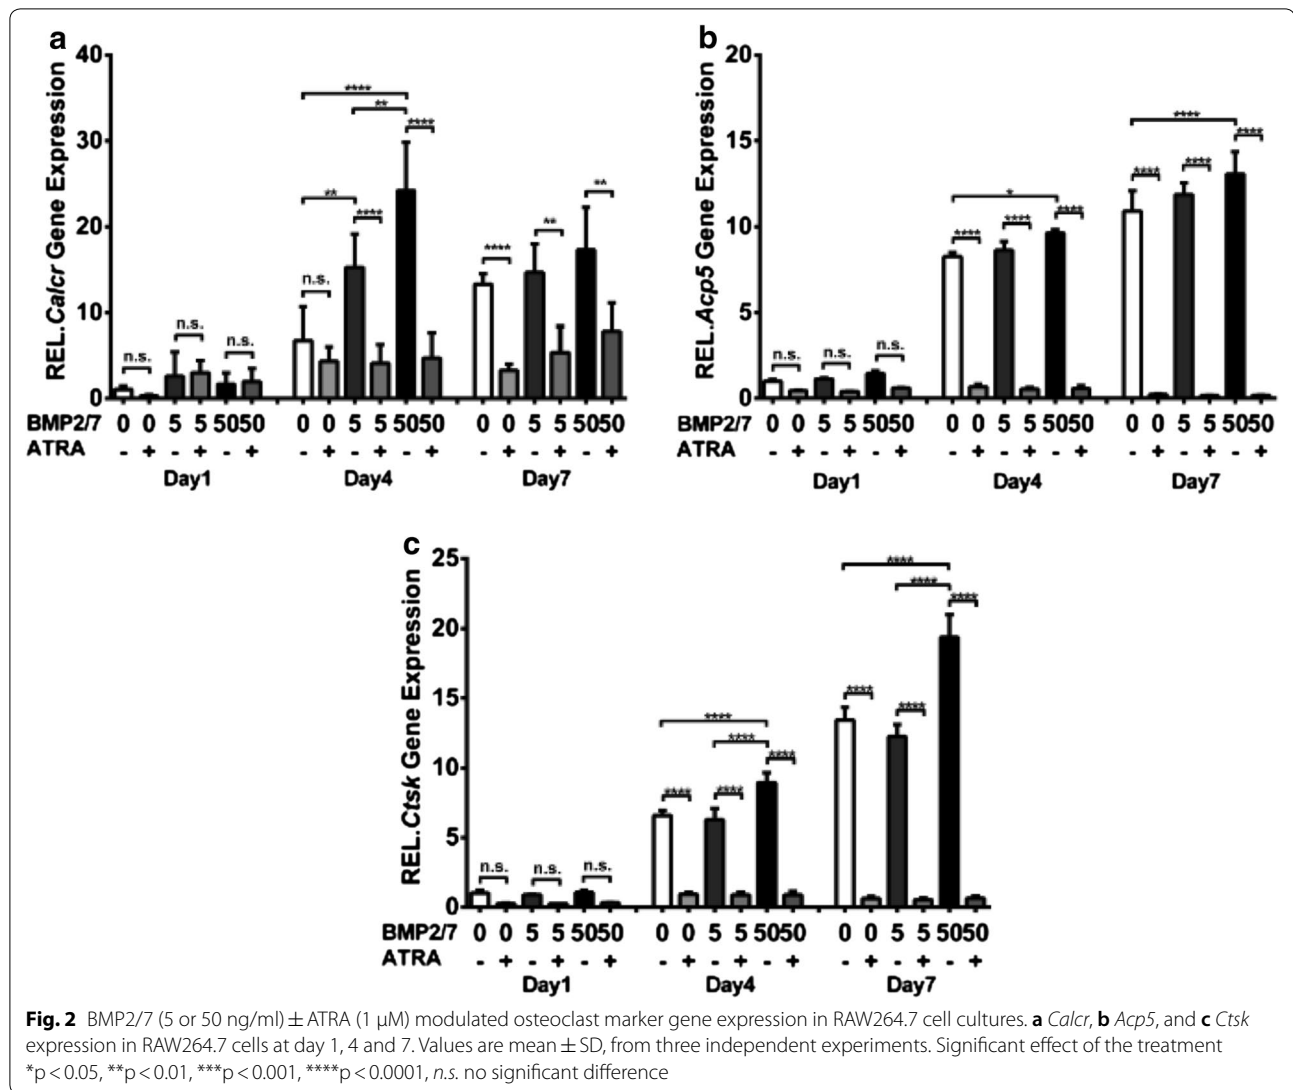 a
REL.Calcr Gene Expression
40
30
20
10
0
n.s. n.s. n.s.
n.s. ** **** **** ** ****
**** ** **
BMP2/7 0 0 5 5 5050 0 0 5 5 5050 0 0 5 5 5050
ATRA - + - + - + - + - + - + - + - + - +
Day1 Day4 Day7
b
REL.Acp5 Gene Expression
20
15
10
5
0
n.s. n.s. n.s.
**** * **** ****
**** **** **** ****
BMP2/7 0 0 5 5 5050 0 0 5 5 5050 0 0 5 5 5050
ATRA - + - + - + - + - + - + - + - + - +
Day1 Day4 Day7
c
REL.Ctsk Gene Expression
25
20
15
10
5
0
n.s. n.s. n.s.
**** **** **** **** ****
**** **** **** **** ****
BMP2/7 0 0 5 5 5050 0 0 5 5 5050 0 0 5 5 5050
ATRA - + - + - + - + - + - + - + - + - +
Day1 Day4 Day7
Fig. 2 BMP2/7 (5 or 50 ng/ml) ± ATRA (1 μM) modulated osteoclast marker gene expression in RAW264.7 cell cultures. a Calcr, b Acp5, and c Ctsk
expression in RAW264.7 cells at day 1, 4 and 7. Values are mean ± SD, from three independent experiments. Significant effect of the treatment
*p < 0.05, **p < 0.01, ***p < 0.001, ****p < 0.0001, n.s. no significant difference